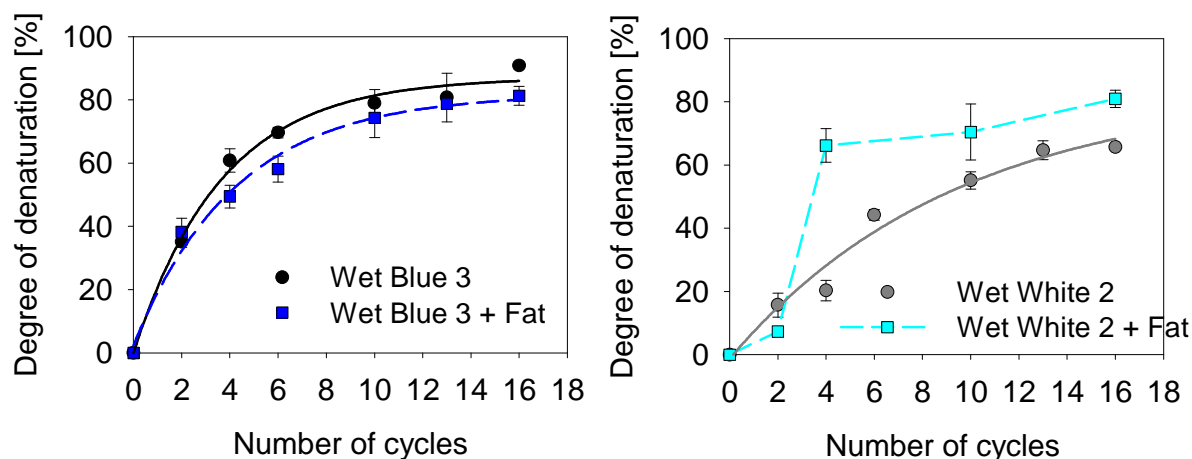 Degree of denaturation [%]
100
80
60
40
20
0
0 2 4 6 8 10 12 14 16 18
Number of cycles
Wet Blue 3
Wet Blue 3 + Fat
Degree of denaturation [%]
100
80
60
40
20
0
0 2 4 6 8 10 12 14 16 18
Number of cycles
Wet White 2
Wet White 2 + Fat